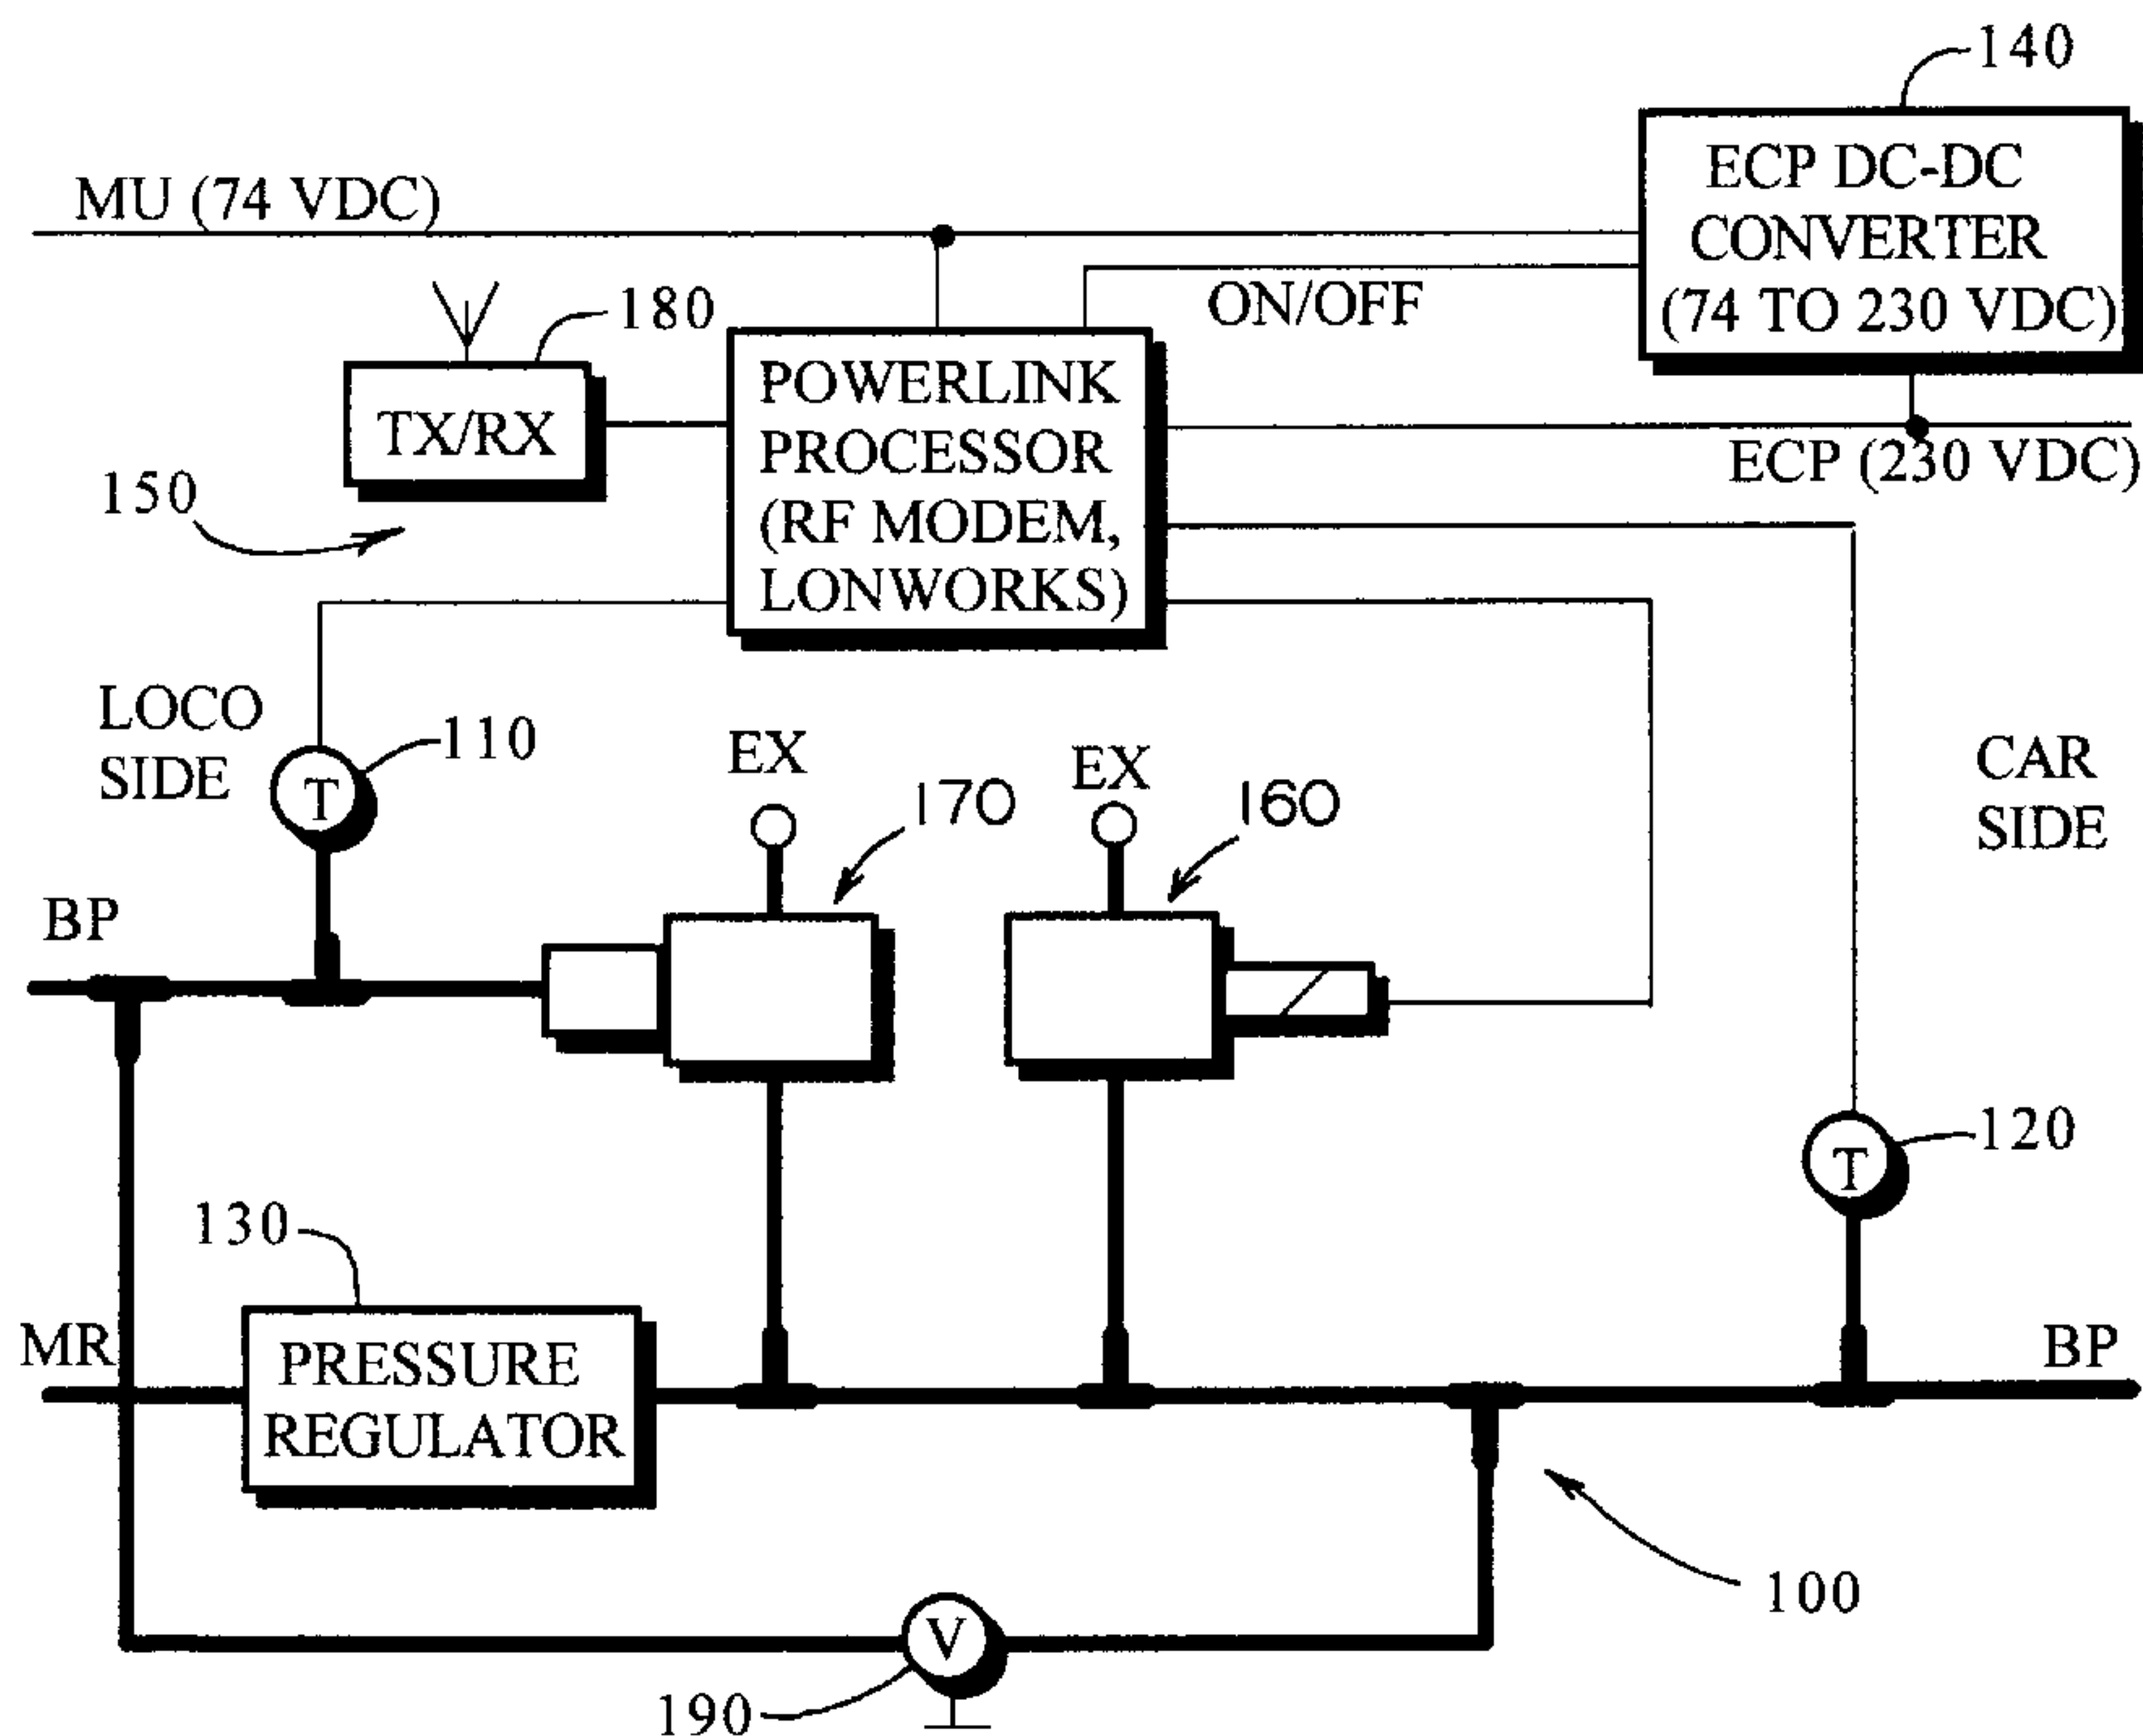 140
MU (74 VDC)
ECP DC-DC
CONVERTER
(74 TO 230 VDC)
ON/OFF
180
TX/RX
POWERLINK
PROCESSOR
(RF MODEM,
LONWORKS)
ECP (230 VDC)
150
LOCO
SIDE
110
T
EX
170
EX
160
CAR
SIDE
BP
120
T
130
MR
PRESSURE
REGULATOR
BP
100
V
190